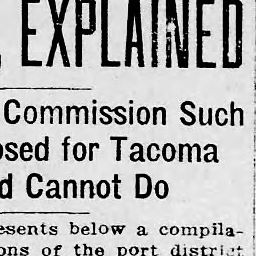 , EXPLAINED
Commission Such
osed for Tacoma
d Cannot Do
esents below a compila-
ons of the port district